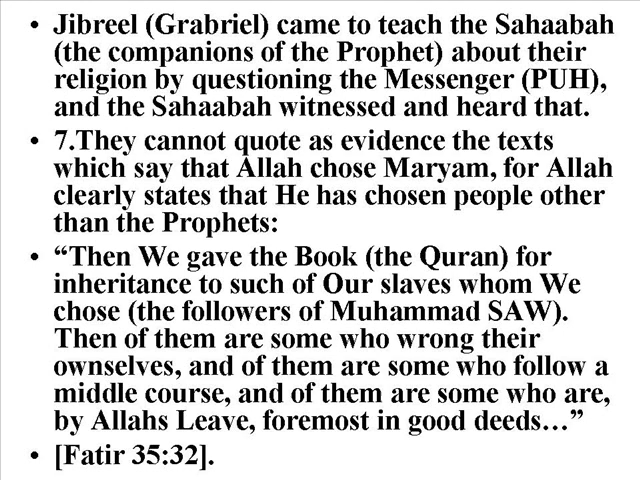 • Jibreel (Grabriel) came to teach the Sahaabah
(the companions of the Prophet) about their
religion by questioning the Messenger (PUH),
and the Sahaabah witnessed and heard that.
• 7.They cannot quote as evidence the texts
which say that Allah chose Maryam, for Allah
clearly states that He has chosen people other
than the Prophets:
• “Then We gave the Book (the Quran) for
inheritance to such of Our slaves whom We
chose (the followers of Muhammad SAW).
Then of them are some who wrong their
ownselves, and of them are some who follow a
middle course, and of them are some who are,
by Allahs Leave, foremost in good deeds…”
• [Fatir 35:32].